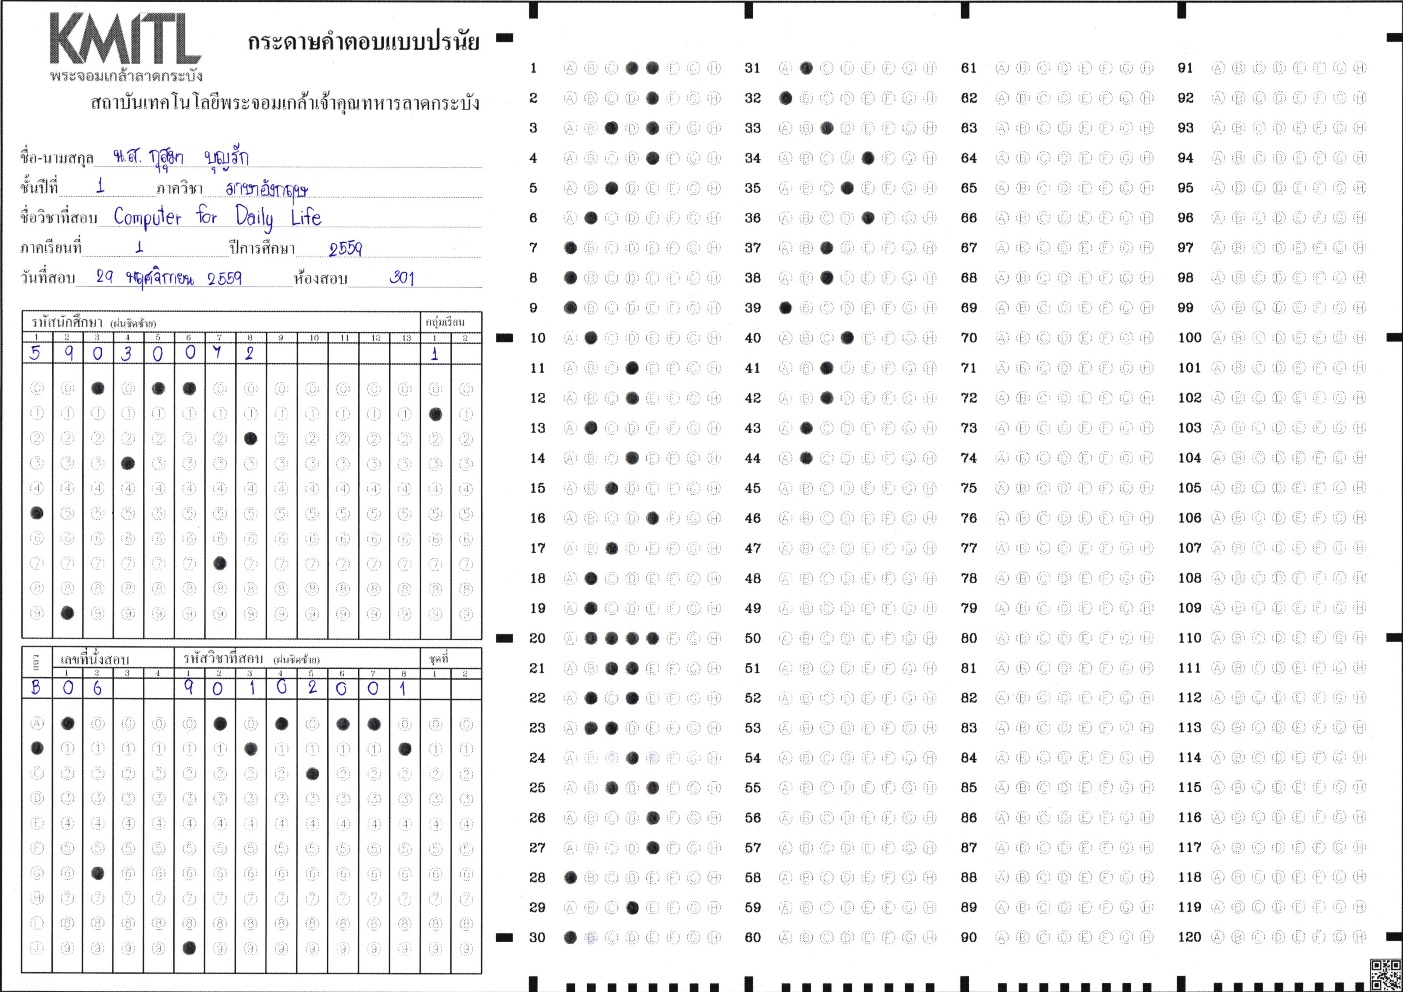 KMITL
พระจอมเกล้าลาดกระบัง
กระดาษคำตอบแบบปรนัย
สถาบันเทคโนโลยีพระจอมเกล้าเจ้าคุณทหารลาดกระบัง
ชื่อ-นามสกุล น.ส. กุสุมา บุญรัก
ชั้นปีที่ 1 ภาควิชา ภาษาอังกฤษ
ชื่อวิชาที่สอบ Computer for Daily Life
ภาคเรียนที่ 1 ปีการศึกษา 2559
วันที่สอบ 29 พฤศจิกายน 2559 ห้องสอบ 301
รหัสนักศึกษา (ฝนชิดซ้าย) กลุ่มเรียน
1 2 3 4 5 6 7 8 9 10 11 12 13 1 2
5 9 0 3 0 0 7 2 1
แถว เลขที่นั่งสอบ รหัสวิชาที่สอบ (ฝนชิดซ้าย) ชุดที่
1 2 3 4 1 2 3 4 5 6 7 8 1 2
B 0 6 9 0 1 0 2 0 0 1
1 31 61 91
2 32 62 92
3 33 63 93
4 34 64 94
5 35 65 95
6 36 66 96
7 37 67 97
8 38 68 98
9 39 69 99
10 40 70 100
11 41 71 101
12 42 72 102
13 43 73 103
14 44 74 104
15 45 75 105
16 46 76 106
17 47 77 107
18 48 78 108
19 49 79 109
20 50 80 110
21 51 81 111
22 52 82 112
23 53 83 113
24 54 84 114
25 55 85 115
26 56 86 116
27 57 87 117
28 58 88 118
29 59 89 119
30 60 90 120